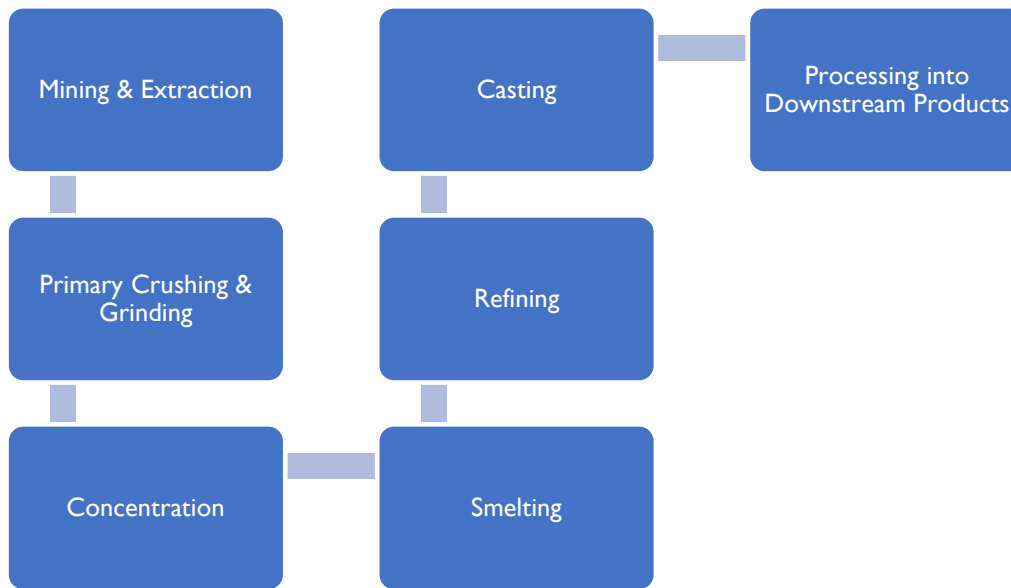 Mining & Extraction
Primary Crushing &
Grinding
Concentration
Smelting
Refining
Casting
Processing into
Downstream Products